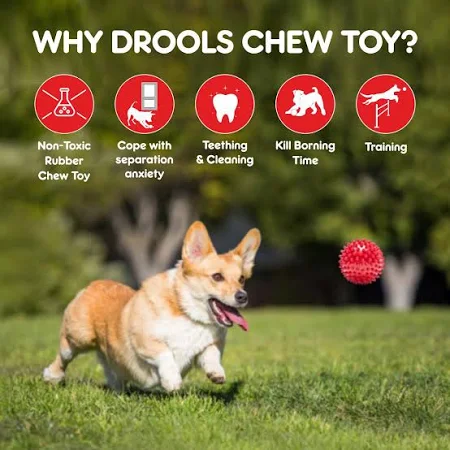 WHY DROOLS CHEW TOY?
Non-Toxic
Rubber
Chew Toy
Cope with
separation
anxiety
Teething
& Cleaning
Kill Borning
Time
Training